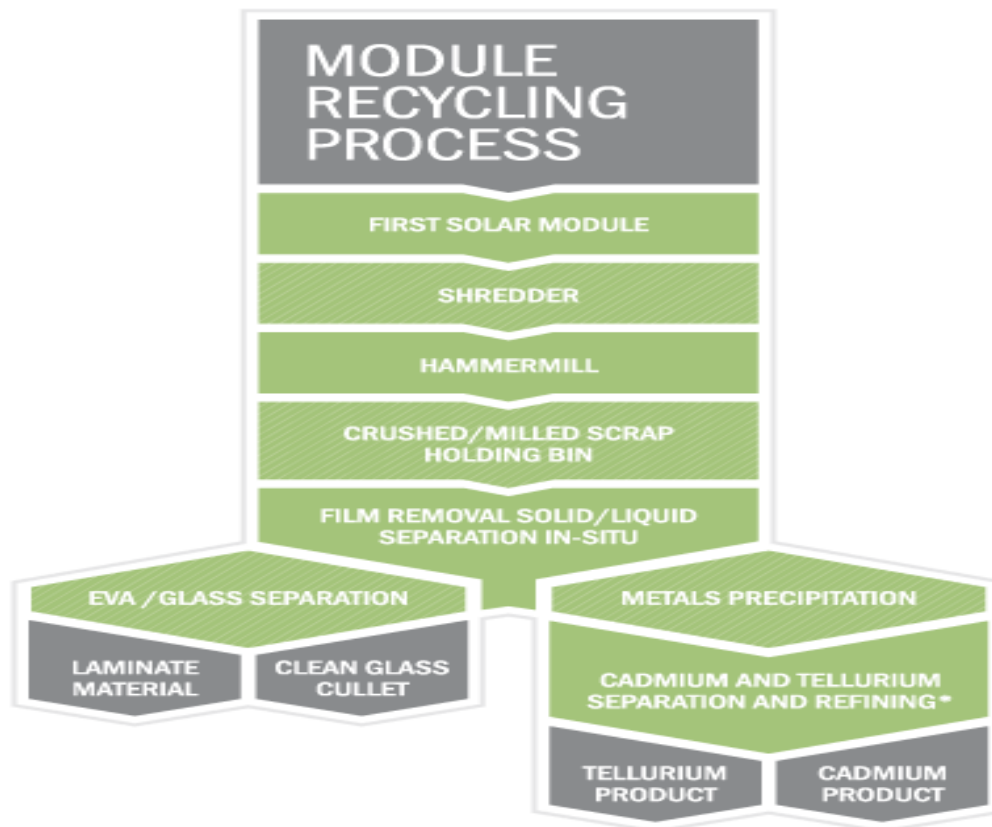 MODULE
RECYCLING
PROCESS
FIRST SOLAR MODULE
SHREDDER
HAMMERMILL
CRUSHED/MILLED SCRAP
HOLDING BIN
FILM REMOVAL SOLID/LIQUID
SEPARATION IN-SITU
EVA /GLASS SEPARATION
LAMINATE
MATERIAL
CLEAN GLASS
CULLET
METALS PRECIPITATION
CADMIUM AND TELLURIUM
SEPARATION AND REFINING*
TELLURIUM
PRODUCT
CADMIUM
PRODUCT